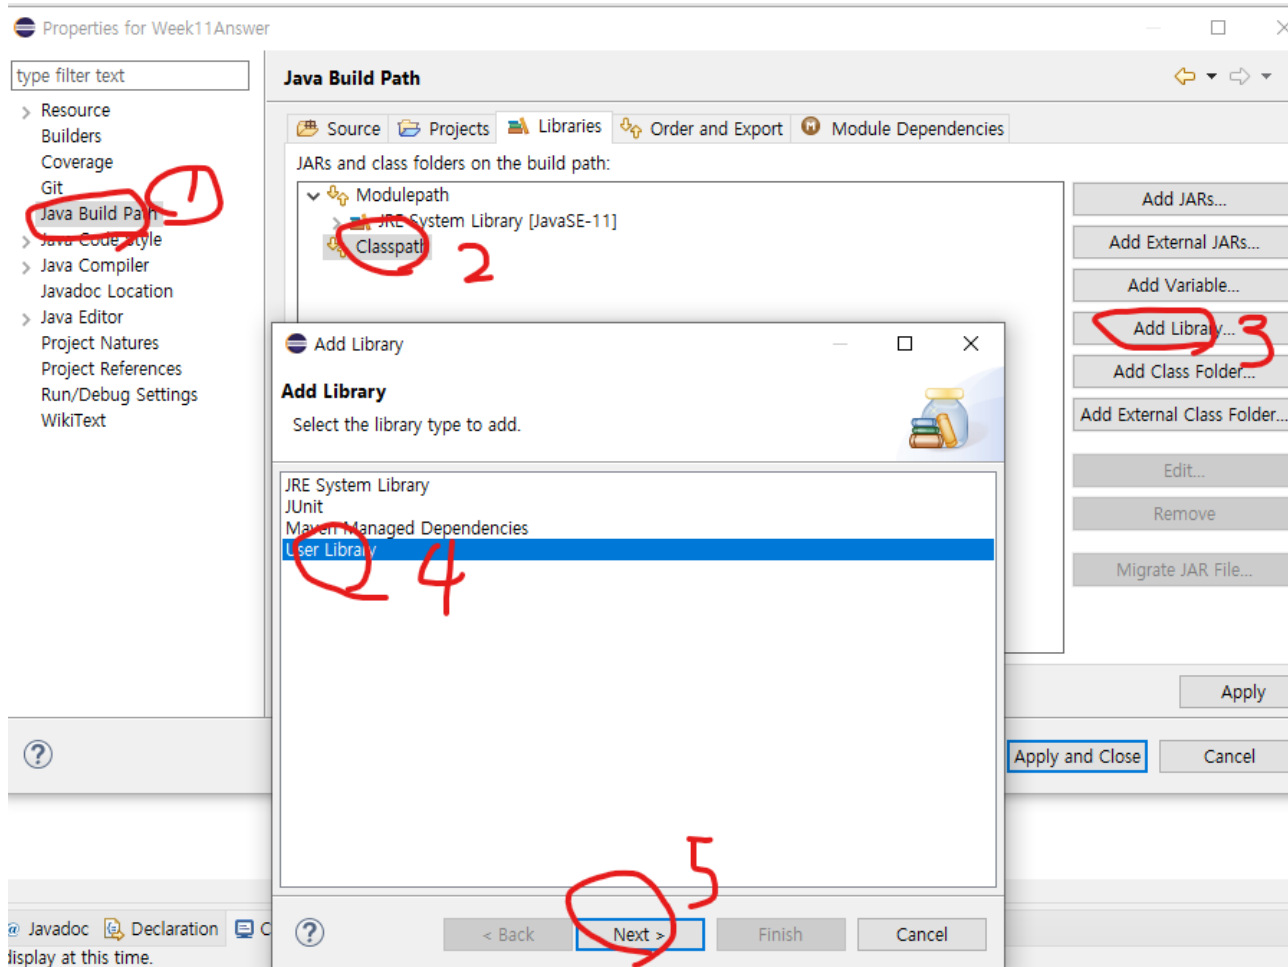 Properties for Week11Answer
type filter text
Resource
Builders
Coverage
Git
Java Build Path
Java Code Style
Java Compiler
Javadoc Location
Java Editor
Project Natures
Project References
Run/Debug Settings
WikiText
1
Java Build Path
Source Projects Libraries Order and Export Module Dependencies
JARs and class folders on the build path:
Modulepath
JRE System Library [JavaSE-11]
Classpath
2
Add JARs...
Add External JARs...
Add Variable...
Add Library...
3
Add Class Folder...
Add External Class Folder...
Edit...
Remove
Migrate JAR File...
Apply
Apply and Close Cancel
Add Library
Add Library
Select the library type to add.
JRE System Library
JUnit
Maven Managed Dependencies
User Library
4
5
< Back Next > Finish Cancel
@ Javadoc Declaration C
display at this time.